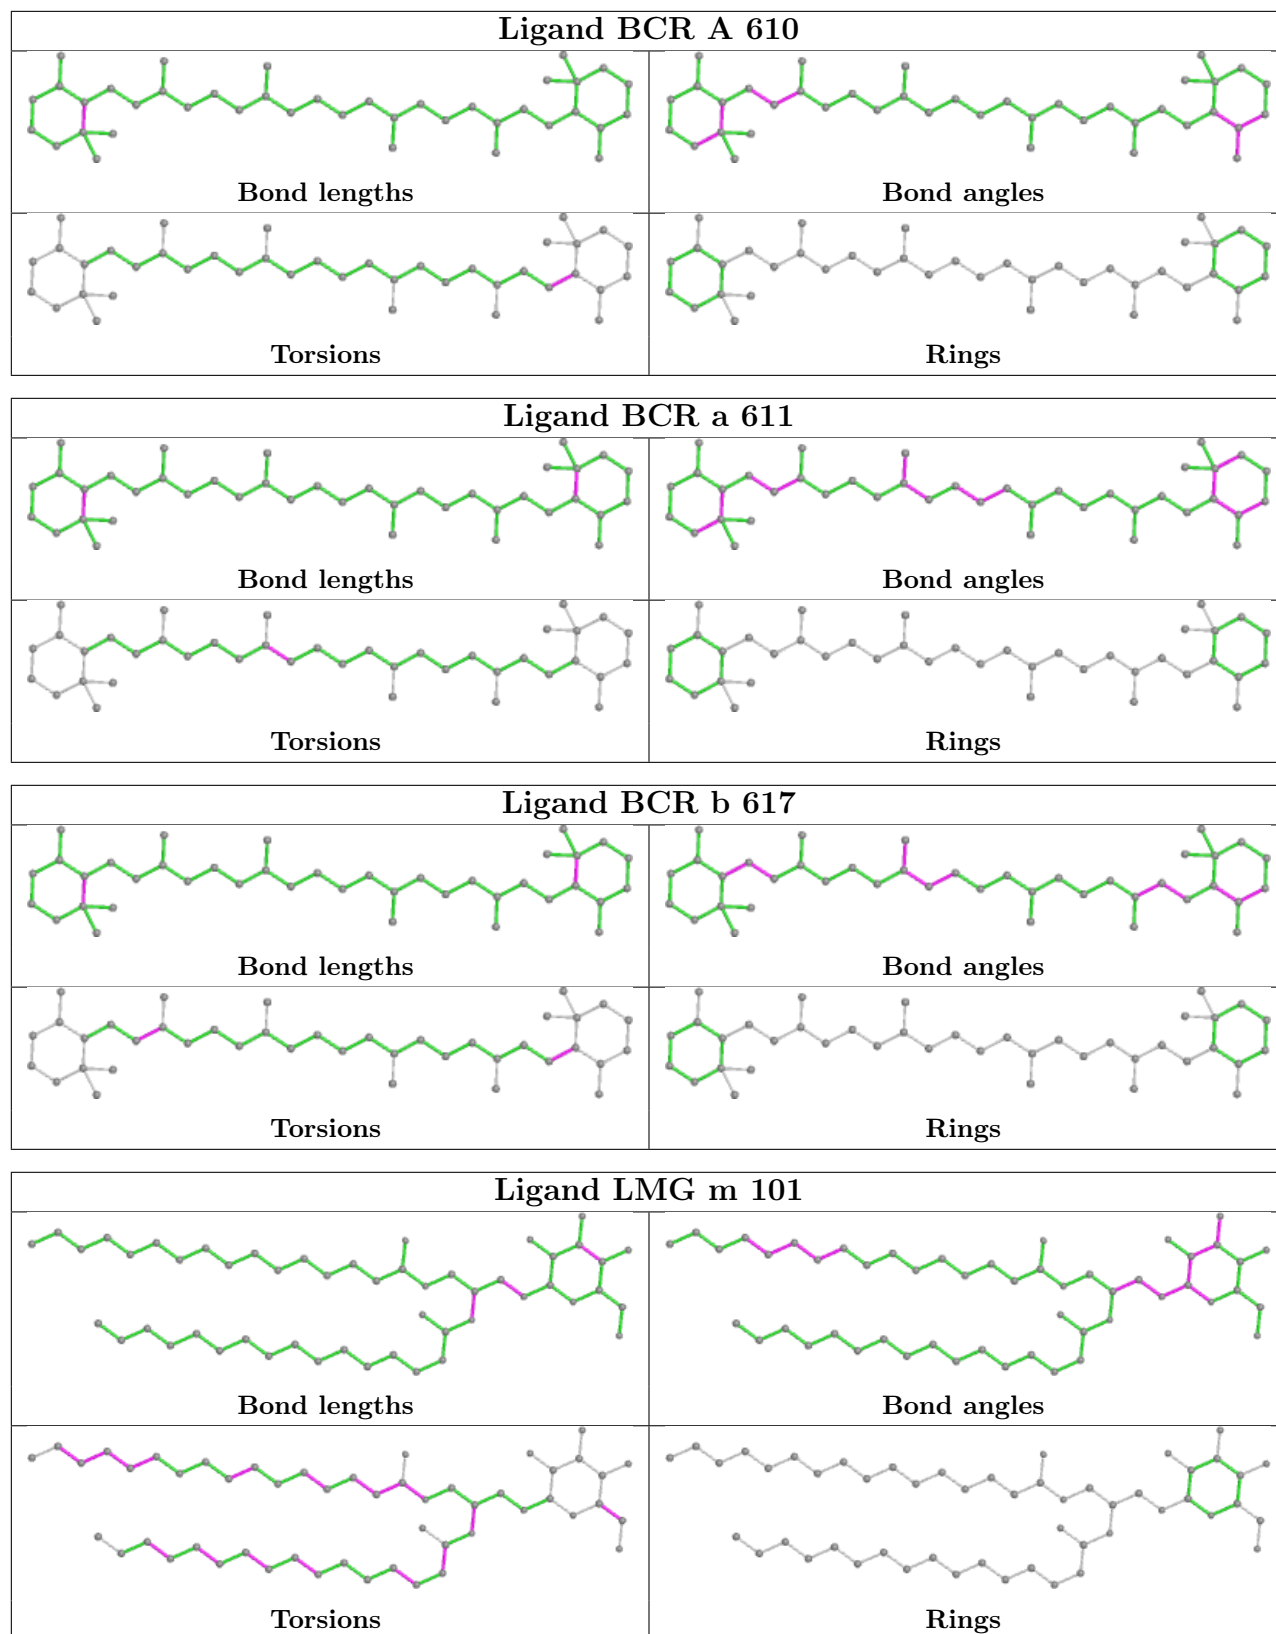 Ligand BCR A 610
Bond lengths
Bond angles
Torsions
Rings
Ligand BCR a 611
Bond lengths
Bond angles
Torsions
Rings
Ligand BCR b 617
Bond lengths
Bond angles
Torsions
Rings
Ligand LMG m 101
Bond lengths
Bond angles
Torsions
Rings